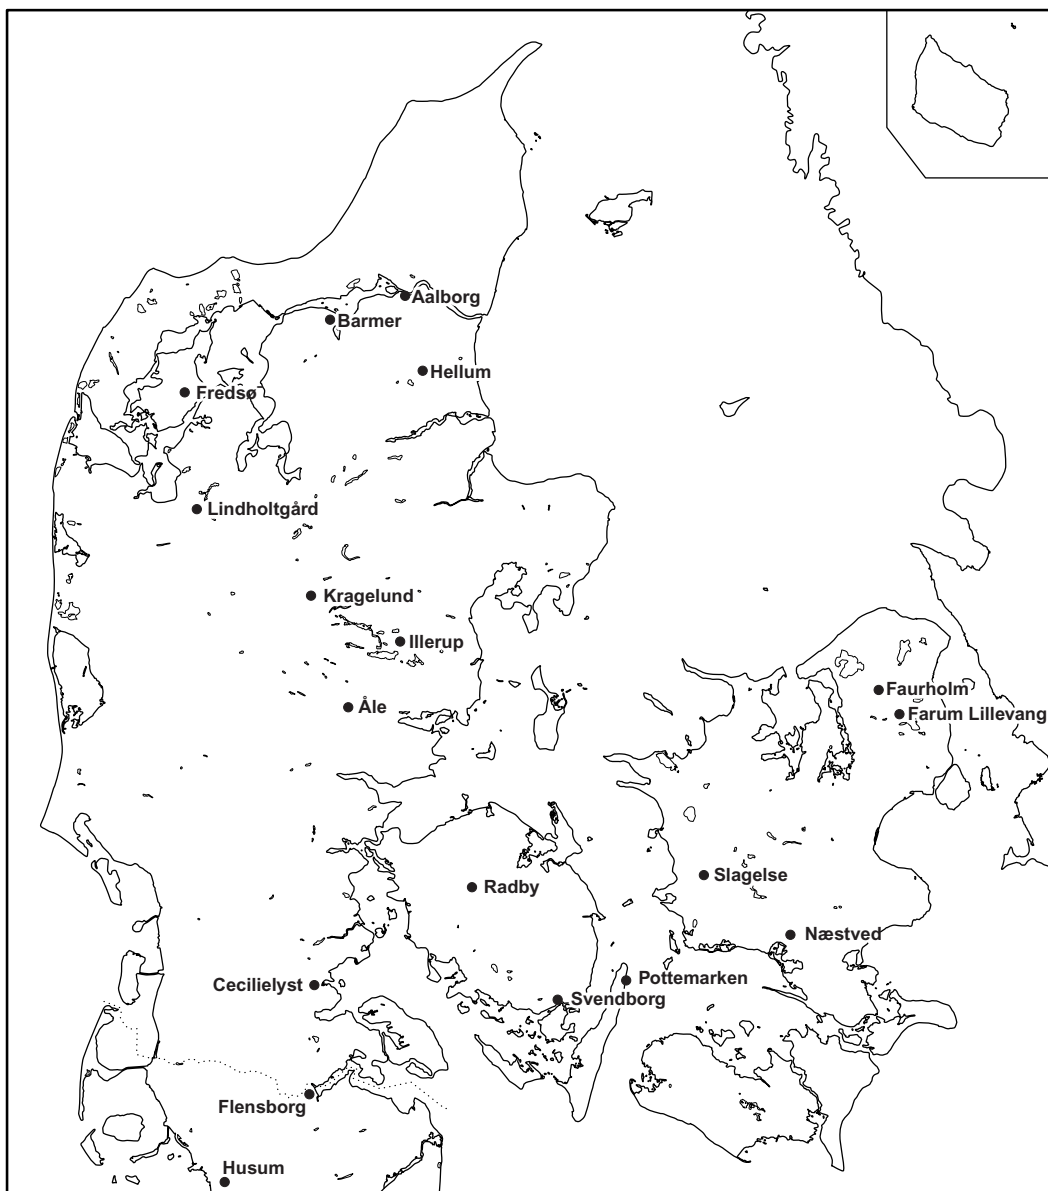 Aalborg
Barmer
Hellum
Fredsø
Lindholtgård
Kragelund
Illerup
Faurholm
Åle
Farum Lillevang
Slagelse
Radby
Næstved
Pottemarken
Cecilielyst
Svendborg
Flensborg
Husum